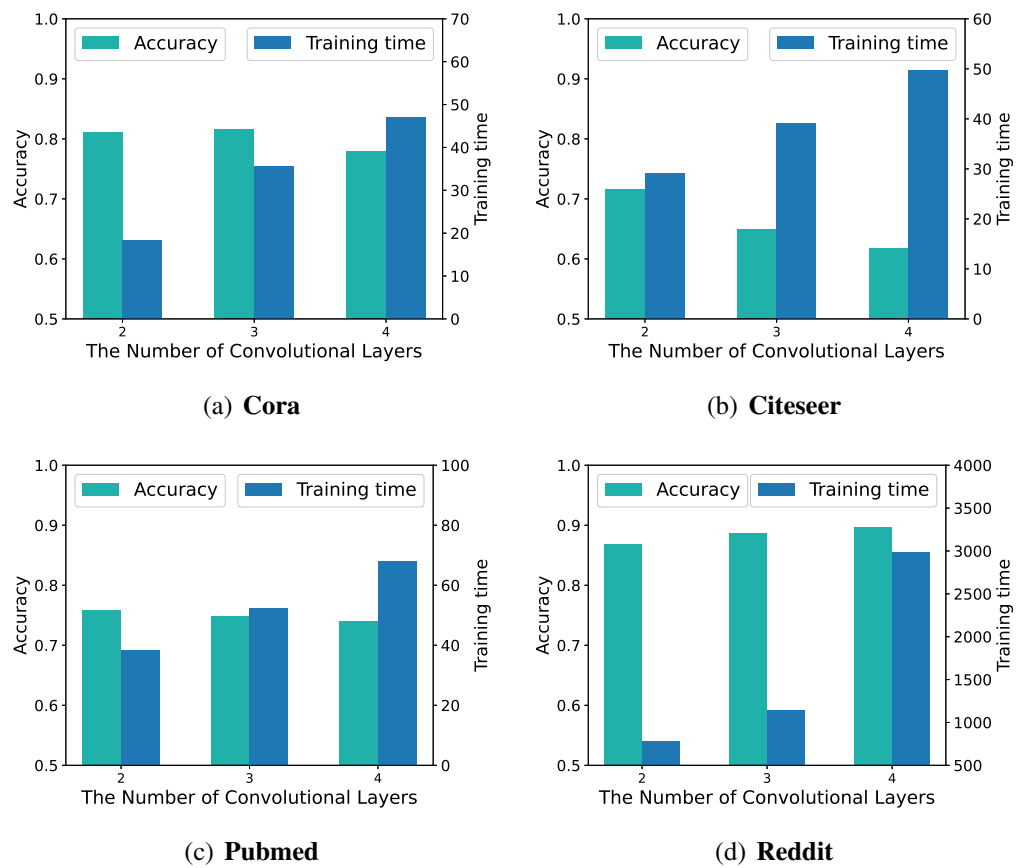 1.0 70 1.0 60
Accuracy Training time Accuracy Training time
60 50
0.9 50 0.9 40
0.8 40 0.8 30
Accuracy Training time Accuracy Training time
0.7 30 0.7 20
20
0.6 10 0.6 10
0.5 0 0.5 0
2 3 4 2 3 4
The Number of Convolutional Layers The Number of Convolutional Layers
(a) Cora (b) Citeseer
1.0 100 1.0 4000
Accuracy Training time Accuracy Training time
3500
0.9 80 0.9 3000
0.8 60 0.8 2500
Accuracy Training time Accuracy Training time
2000
0.7 40 0.7 1500
0.6 20 0.6 1000
0.5 0 0.5 500
2 3 4 2 3 4
The Number of Convolutional Layers The Number of Convolutional Layers
(c) Pubmed (d) Reddit